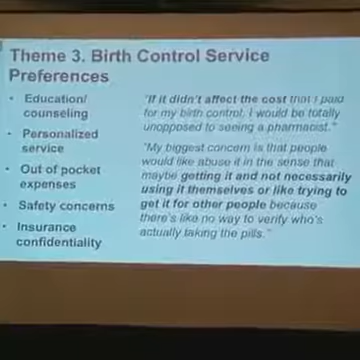 Theme 3. Birth Control Service
Preferences
• Education/
counseling
• Personalized
service
• Out of pocket
expenses
• Safety concerns
• Insurance
confidentiality
"If it didn't affect the cost that I paid
for my birth control, I would be totally
unopposed to seeing a pharmacist."
"My biggest concern is that people
would like abuse it in the sense that
maybe getting it and not necessarily
using it themselves or like trying to
get it for other people because
there's like no way to verify who's
actually taking the pills."